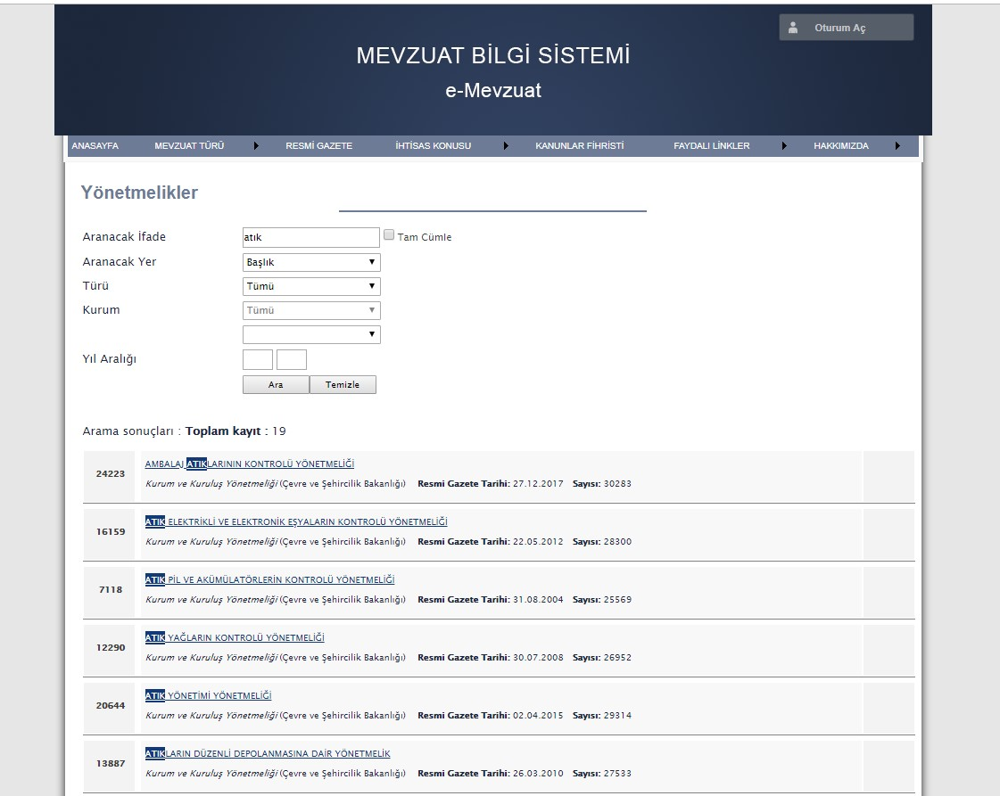 Oturum Aç
MEVZUAT BİLGİ SİSTEMİ
e-Mevzuat
ANASAYFA MEVZUAT TÜRÜ RESMİ GAZETE İHTİSAS KONUSU KANUNLAR FİHRİSTİ FAYDALI LİNKLER HAKKIMIZDA
Yönetmelikler
Aranacak İfade atık Tam Cümle
Aranacak Yer Başlık
Türü Tümü
Kurum Tümü
Yıl Aralığı
Ara Temizle
Arama sonuçları : Toplam kayıt : 19
AMBALAJ ATIKLARININ KONTROLÜ YÖNETMELİĞİ
24223
Kurum ve Kuruluş Yönetmeliği (Çevre ve Şehircilik Bakanlığı) Resmi Gazete Tarihi: 27.12.2017 Sayısı: 30283
ATIK ELEKTRİKLİ VE ELEKTRONİK EŞYALARIN KONTROLÜ YÖNETMELİĞİ
16159
Kurum ve Kuruluş Yönetmeliği (Çevre ve Şehircilik Bakanlığı) Resmi Gazete Tarihi: 22.05.2012 Sayısı: 28300
ATIK PİL VE AKÜMÜLATÖRLERİN KONTROLÜ YÖNETMELİĞİ
7118
Kurum ve Kuruluş Yönetmeliği (Çevre ve Şehircilik Bakanlığı) Resmi Gazete Tarihi: 31.08.2004 Sayısı: 25569
ATIK YAĞLARIN KONTROLÜ YÖNETMELİĞİ
12290
Kurum ve Kuruluş Yönetmeliği (Çevre ve Şehircilik Bakanlığı) Resmi Gazete Tarihi: 30.07.2008 Sayısı: 26952
ATIK YÖNETİMİ YÖNETMELİĞİ
20644
Kurum ve Kuruluş Yönetmeliği (Çevre ve Şehircilik Bakanlığı) Resmi Gazete Tarihi: 02.04.2015 Sayısı: 29314
ATIKLARIN DÜZENLİ DEPOLANMASINA DAİR YÖNETMELİK
13887
Kurum ve Kuruluş Yönetmeliği (Çevre ve Şehircilik Bakanlığı) Resmi Gazete Tarihi: 26.03.2010 Sayısı: 27533